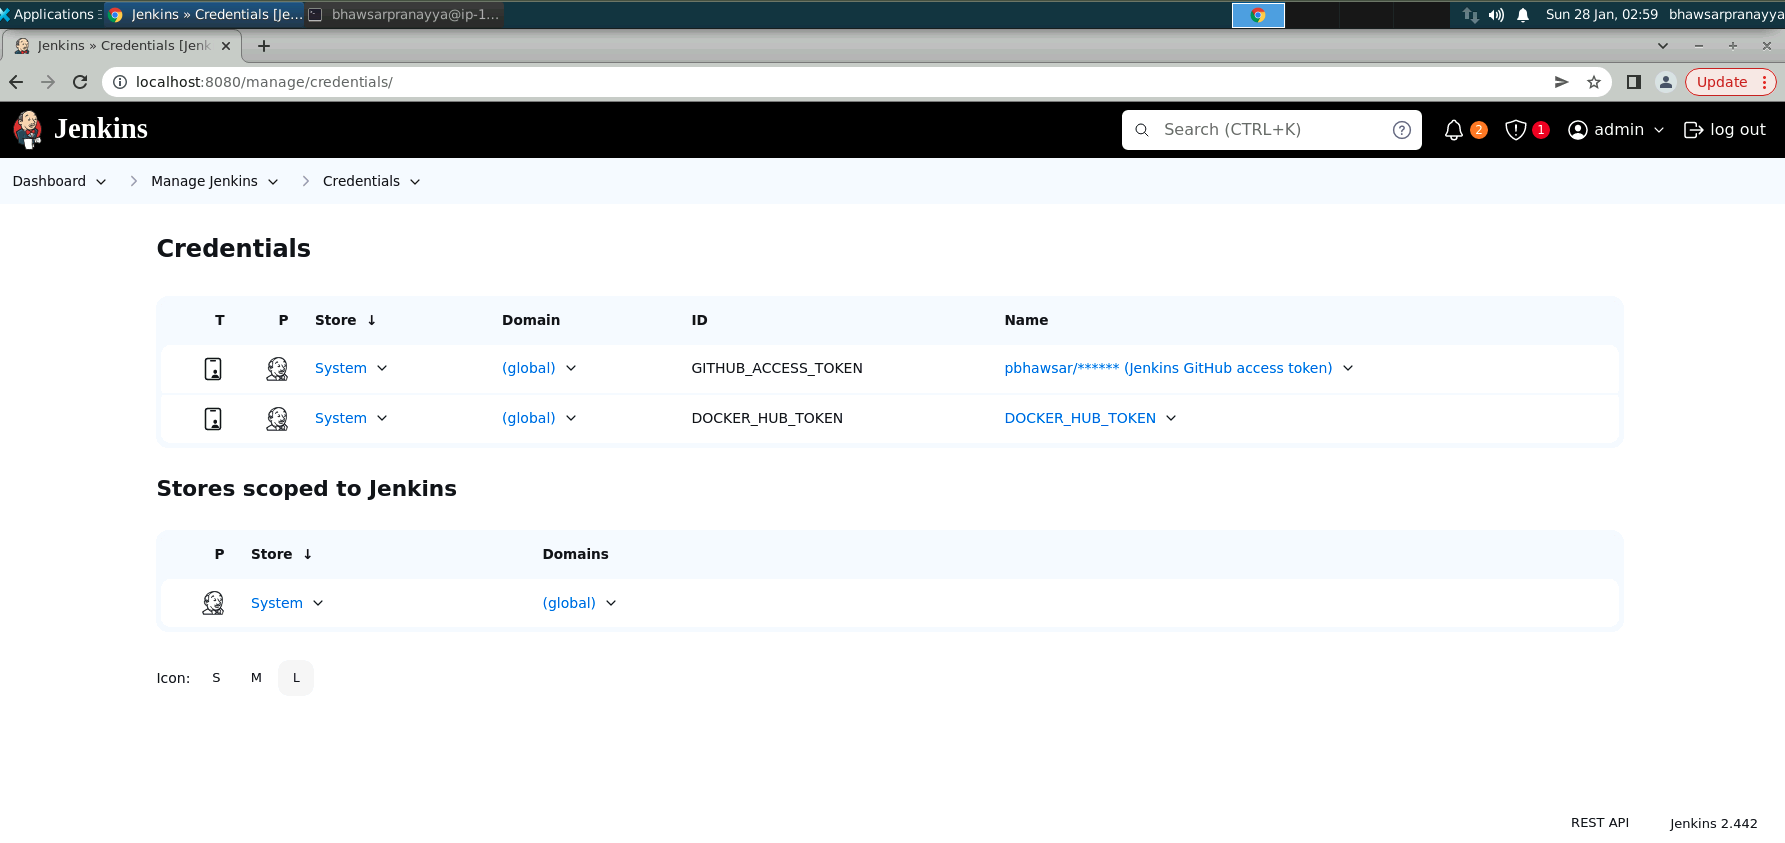 Applications Jenkins » Credentials [Je... bhawsarpranayya@ip-1... Sun 28 Jan, 02:59 bhawsarpranayya
Jenkins » Credentials [Jenk
localhost:8080/manage/credentials/ Update
Jenkins Search (CTRL+K) 2 1 admin log out
Dashboard Manage Jenkins Credentials
Credentials
T P Store ↓ Domain ID Name
System (global) GITHUB_ACCESS_TOKEN pbhawsar/****** (Jenkins GitHub access token)
System (global) DOCKER_HUB_TOKEN DOCKER_HUB_TOKEN
Stores scoped to Jenkins
P Store ↓ Domains
System (global)
Icon: S M L
REST API Jenkins 2.442